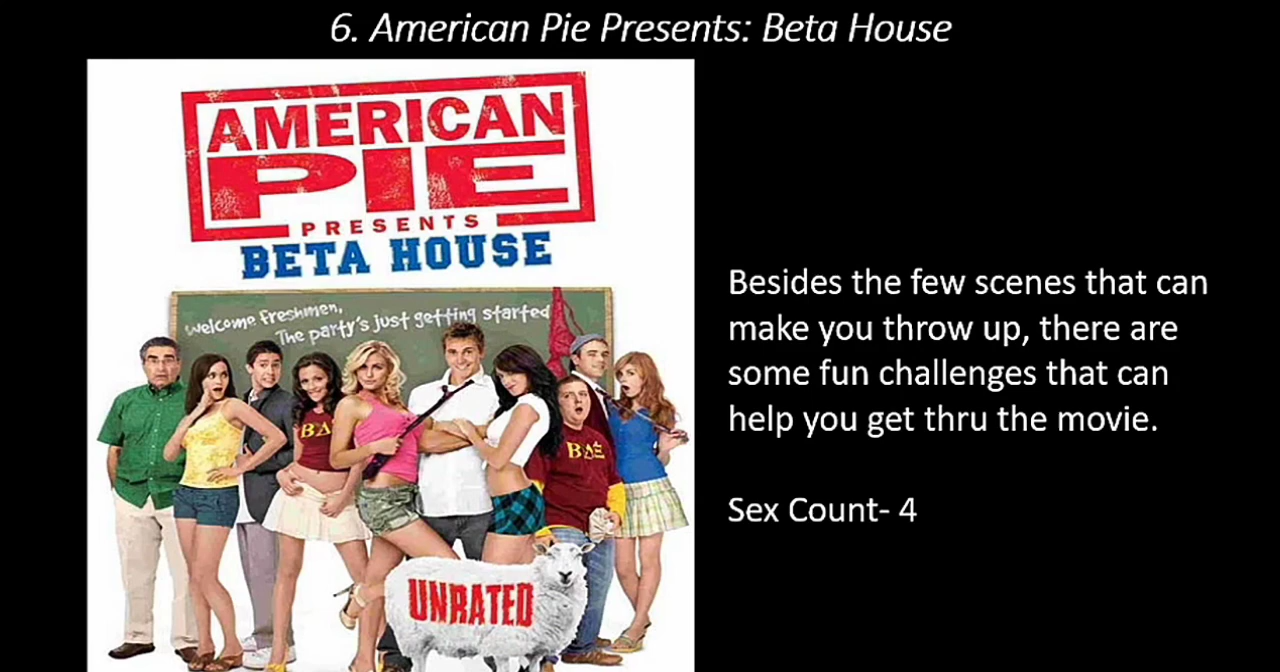 6. American Pie Presents: Beta House
AMERICAN
PIE
PRESENTS
BETA HOUSE
Welcome freshmen,
The party's just getting started
BΔ
BΔΞ
UNRATED
Besides the few scenes that can
make you throw up, there are
some fun challenges that can
help you get thru the movie.
Sex Count- 4